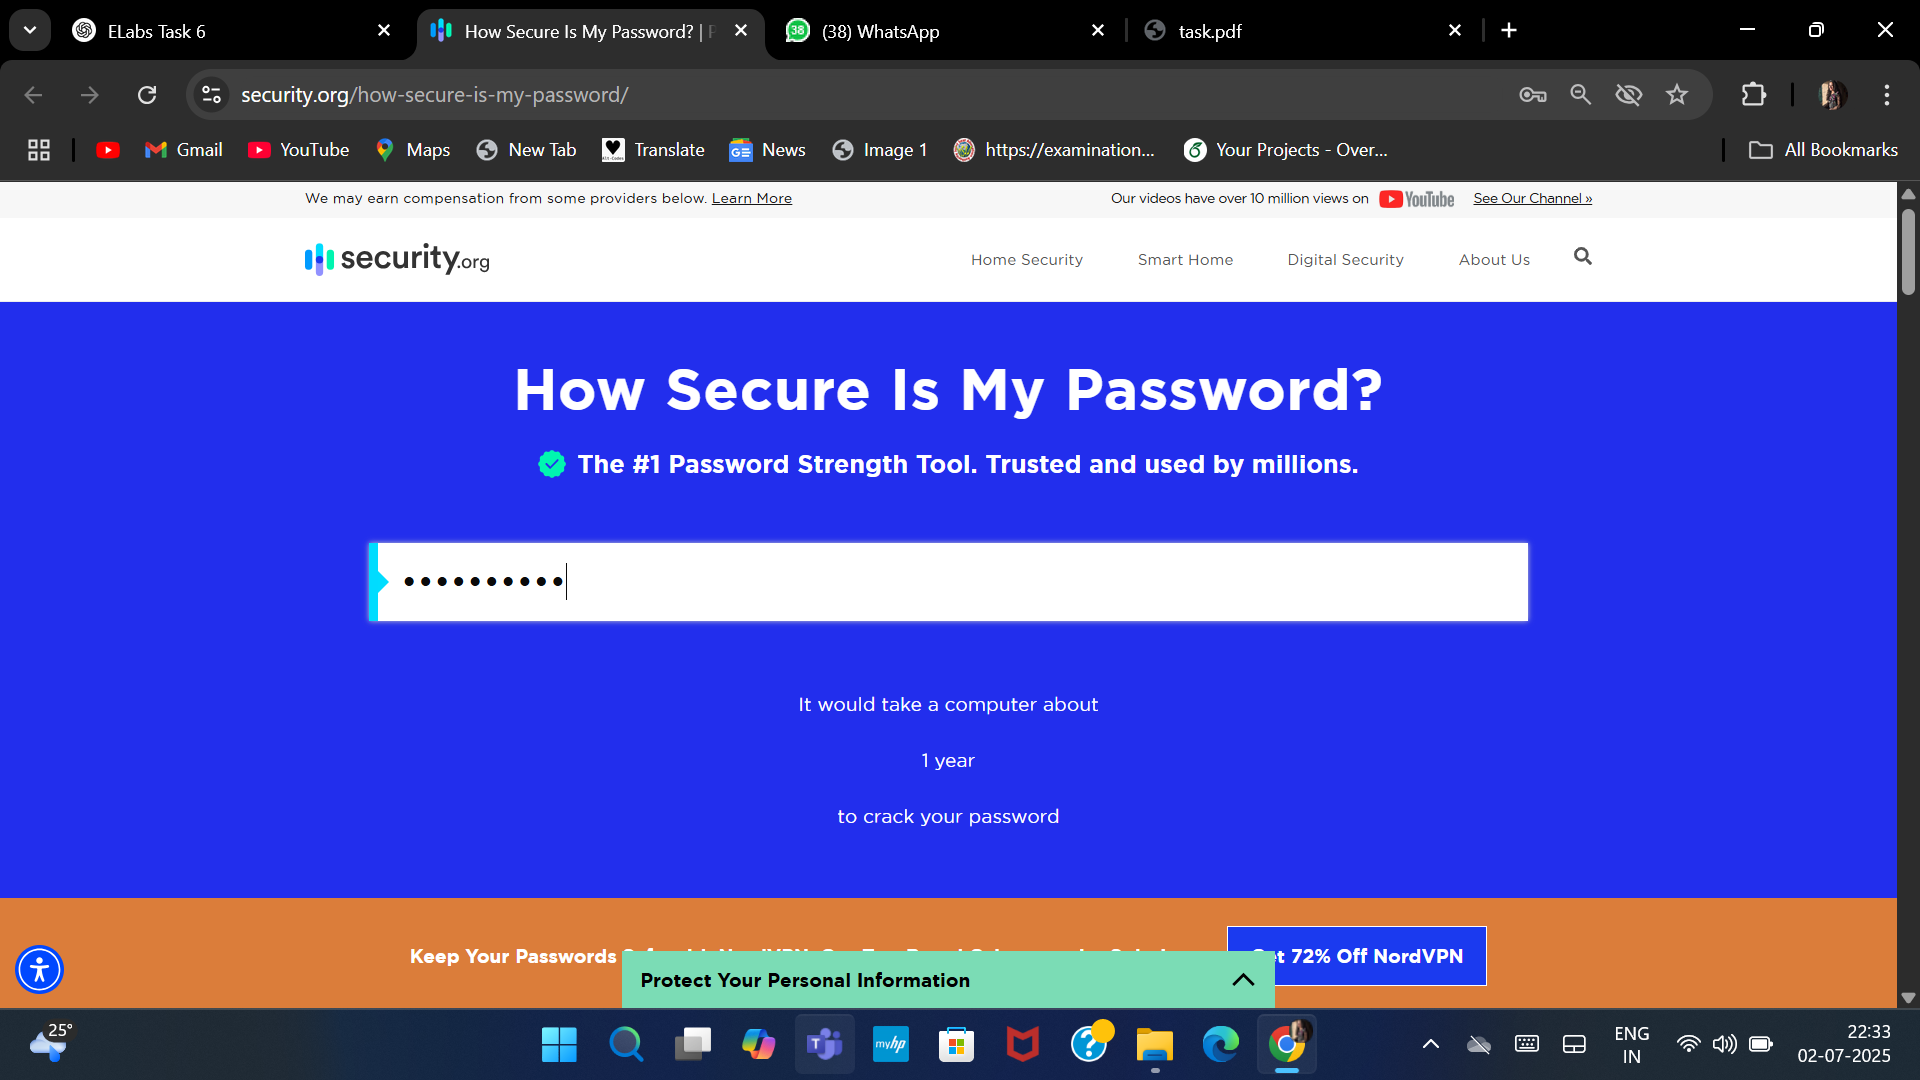 ELabs Task 6
How Secure Is My Password? |
(38) WhatsApp
task.pdf
security.org/how-secure-is-my-password/
Gmail
YouTube
Maps
New Tab
Translate
News
Image 1
https://examination...
Your Projects - Over...
All Bookmarks
We may earn compensation from some providers below. Learn More
Our videos have over 10 million views on YouTube See Our Channel »
security.org
Home Security
Smart Home
Digital Security
About Us
How Secure Is My Password?
The #1 Password Strength Tool. Trusted and used by millions.
••••••••••
It would take a computer about
1 year
to crack your password
Keep Your Passwords
72% Off NordVPN
Protect Your Personal Information
25°
myhp
ENG
IN
22:33
02-07-2025